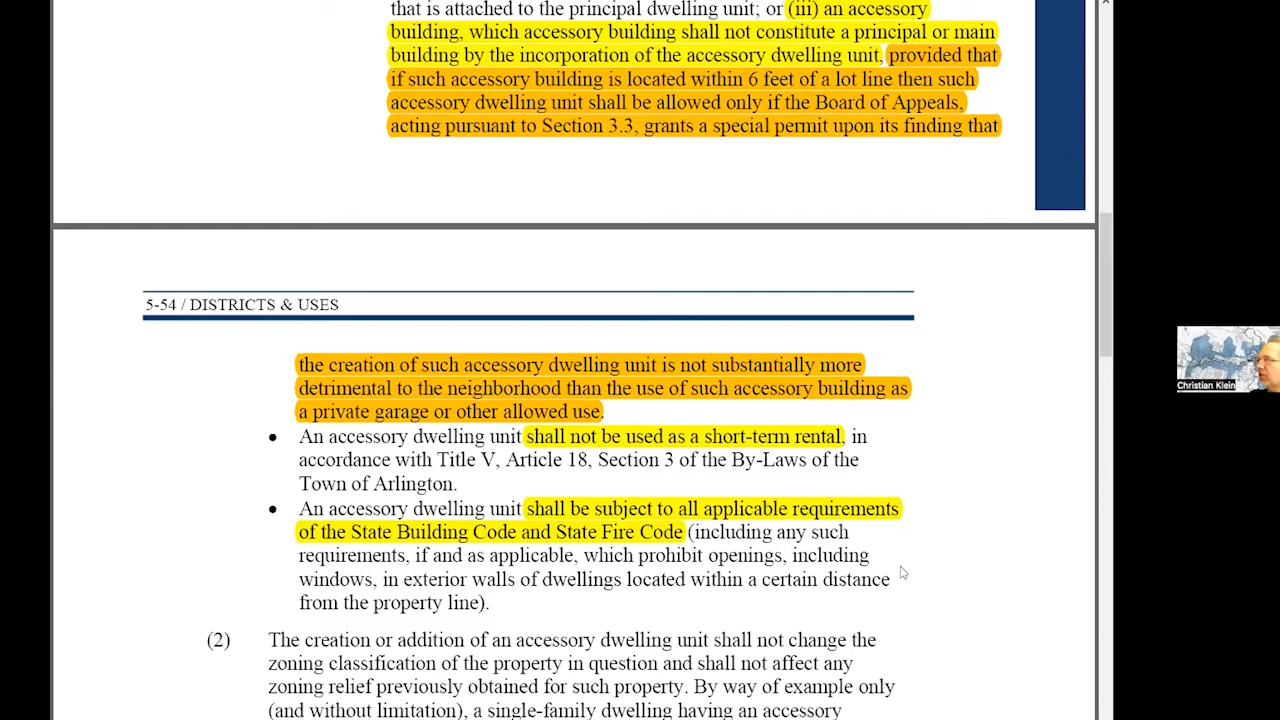 that is attached to the principal dwelling unit; or (iii) an accessory
building, which accessory building shall not constitute a principal or main
building by the incorporation of the accessory dwelling unit, provided that
if such accessory building is located within 6 feet of a lot line then such
accessory dwelling unit shall be allowed only if the Board of Appeals,
acting pursuant to Section 3.3, grants a special permit upon its finding that
5-54 / DISTRICTS & USES
the creation of such accessory dwelling unit is not substantially more
detrimental to the neighborhood than the use of such accessory building as
a private garage or other allowed use.
• An accessory dwelling unit shall not be used as a short-term rental, in
accordance with Title V, Article 18, Section 3 of the By-Laws of the
Town of Arlington.
• An accessory dwelling unit shall be subject to all applicable requirements
of the State Building Code and State Fire Code (including any such
requirements, if and as applicable, which prohibit openings, including
windows, in exterior walls of dwellings located within a certain distance
from the property line).
(2) The creation or addition of an accessory dwelling unit shall not change the
zoning classification of the property in question and shall not affect any
zoning relief previously obtained for such property. By way of example only
(and without limitation), a single-family dwelling having an accessory
Christian Klein